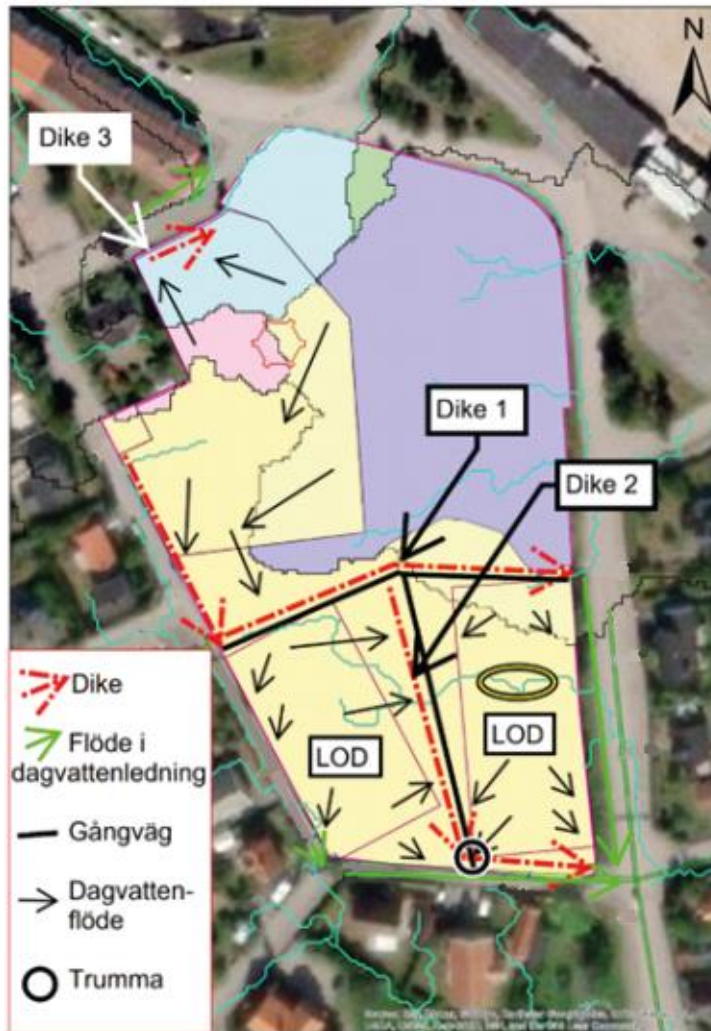 N
Dike 3
Dike 1
Dike 2
LOD
LOD
Dike
Flöde i
dagvattenledning
Gångväg
Dagvatten-
flöde
Trumma